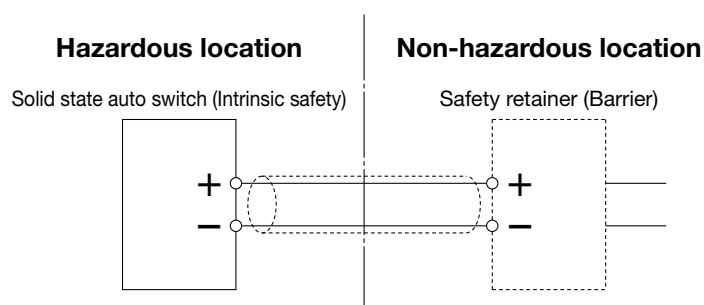 Hazardous location
Non-hazardous location
Solid state auto switch (Intrinsic safety)
Safety retainer (Barrier)
+
+
−
−